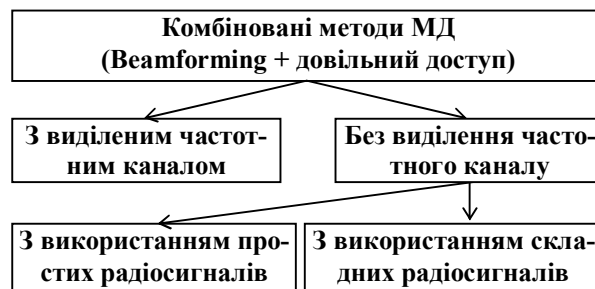 Комбіновані методи МД
(Beamforming + довільний доступ)
З виділеним частот-
ним каналом
Без виділення часто-
тного каналу
З використанням про-
стих радіосигналів
З використанням скла-
дних радіосигналів